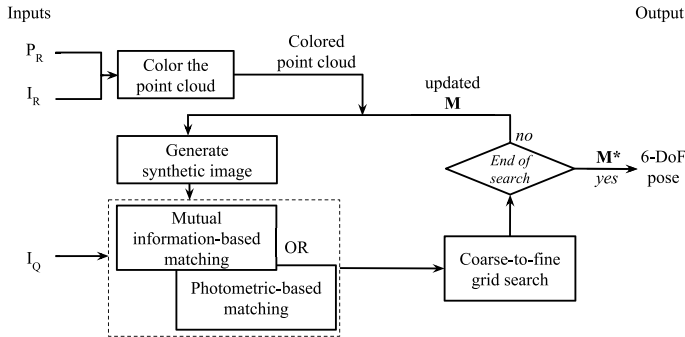 Inputs
Output
P_R
I_R
Color the
point cloud
Colored
point cloud
updated
M
Generate
synthetic image
no
End of
search
M*
yes
6-DoF
pose
I_Q
Mutual
information-based
matching
OR
Photometric-based
matching
Coarse-to-fine
grid search